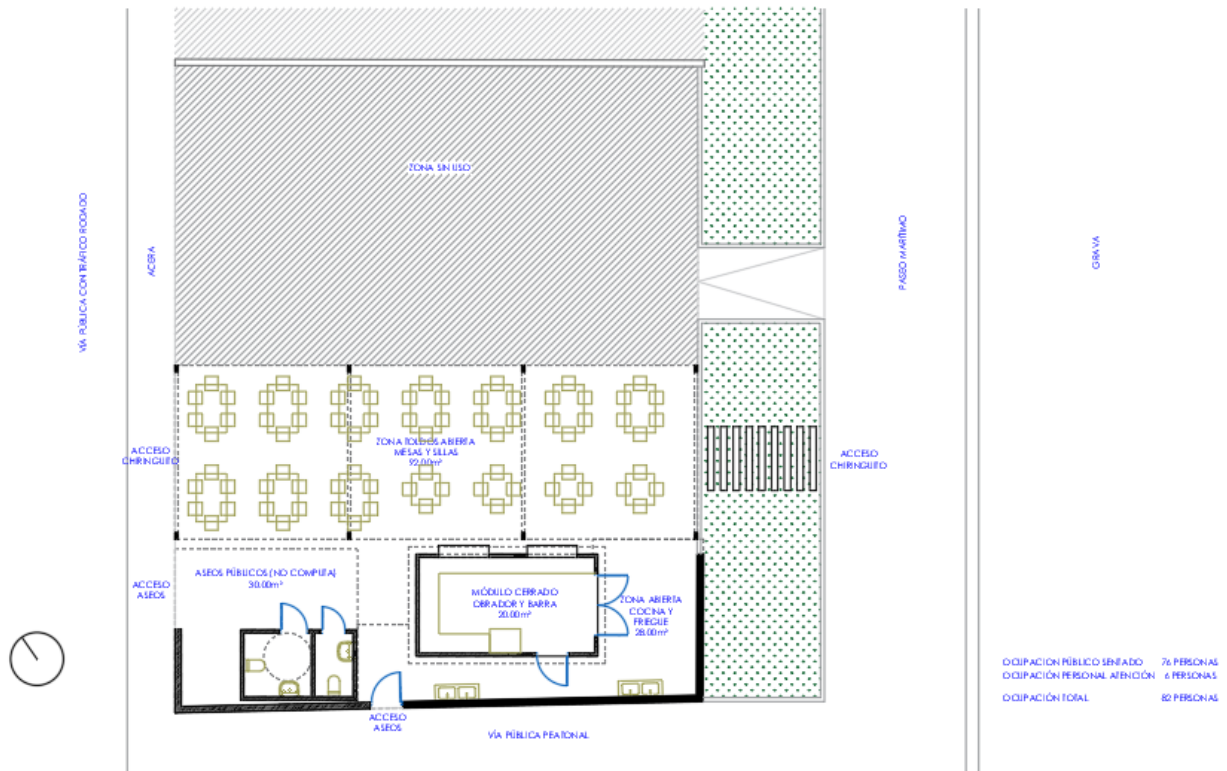 ZONA SIN USO
VÍA PÚBLICA CON TRÁFICO RODADO
ACERA
PASEO MARÍTIMO
GRAVA
ZONA TOLDOS ABIERTA
MESAS Y SILLAS
92.00m²
ACCESO
CHIRINGUITO
ACCESO
CHIRINGUITO
ASEOS PÚBLICOS (NO COMPUTA)
30.00m²
ACCESO
ASEOS
MÓDULO CERRADO
OBRADOR Y BARRA
20.00m²
ZONA ABIERTA
COCINA Y
FRIEGUE
28.00m²
ACCESO
ASEOS
VÍA PÚBLICA PEATONAL
OCUPACION PÚBLICO SENTADO 76 PERSONAS
OCUPACIÓN PERSONAL ATENCIÓN 6 PERSONAS
OCUPACIÓN TOTAL 82 PERSONAS